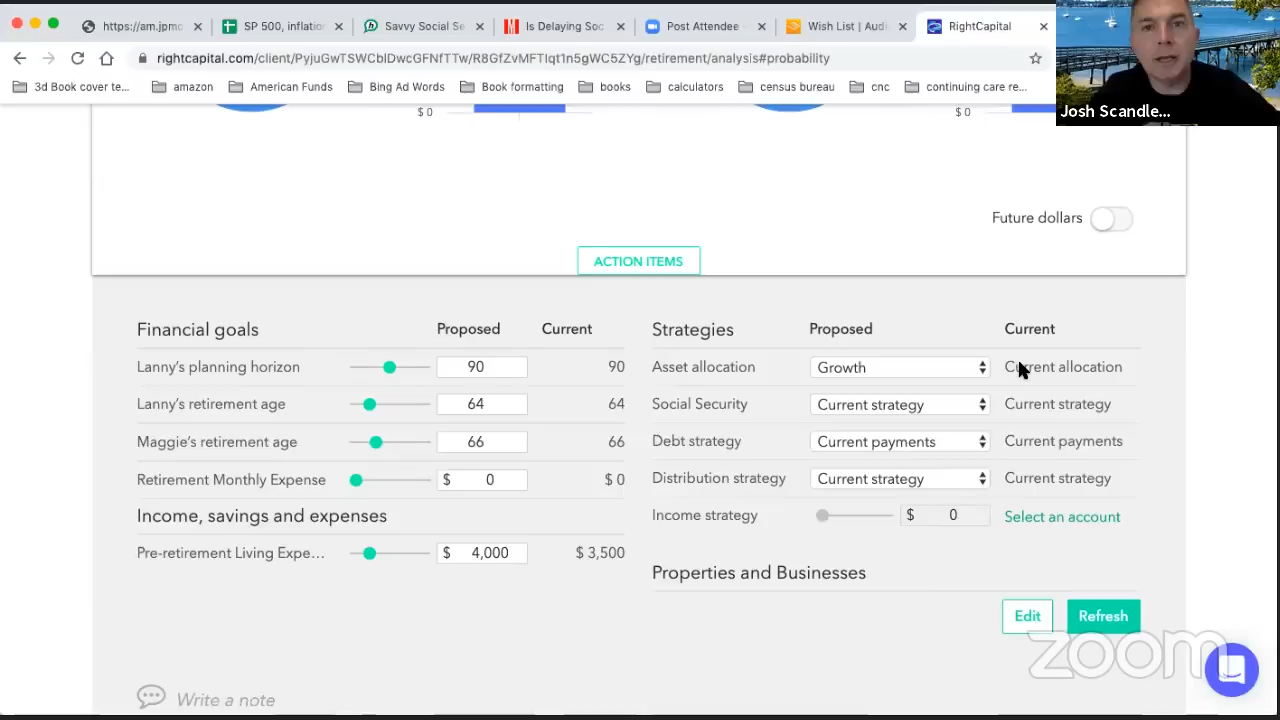 https://am.jpmc
SP 500, inflatio
Savvy Social Se
Is Delaying Soc
Post Attendee
Wish List | Audi
RightCapital
rightcapital.com/client/PyjuGwTSWCbIDwcGFNfTTw/R8GfZvMFTlqt1n5gWC5ZYg/retirement/analysis#probability
3d Book cover te...
amazon
American Funds
Bing Ad Words
Book formatting
books
calculators
census bureau
cnc
continuing care re...
Josh Scandle...
$ 0
$ 0
Future dollars
ACTION ITEMS
Financial goals Proposed Current
Lanny's planning horizon 90 90
Lanny's retirement age 64 64
Maggie's retirement age 66 66
Retirement Monthly Expense $ 0 $ 0
Income, savings and expenses
Pre-retirement Living Expe... $ 4,000 $ 3,500
Strategies Proposed Current
Asset allocation Growth Current allocation
Social Security Current strategy Current strategy
Debt strategy Current payments Current payments
Distribution strategy Current strategy Current strategy
Income strategy $ 0 Select an account
Properties and Businesses
Edit Refresh
zoom
Write a note